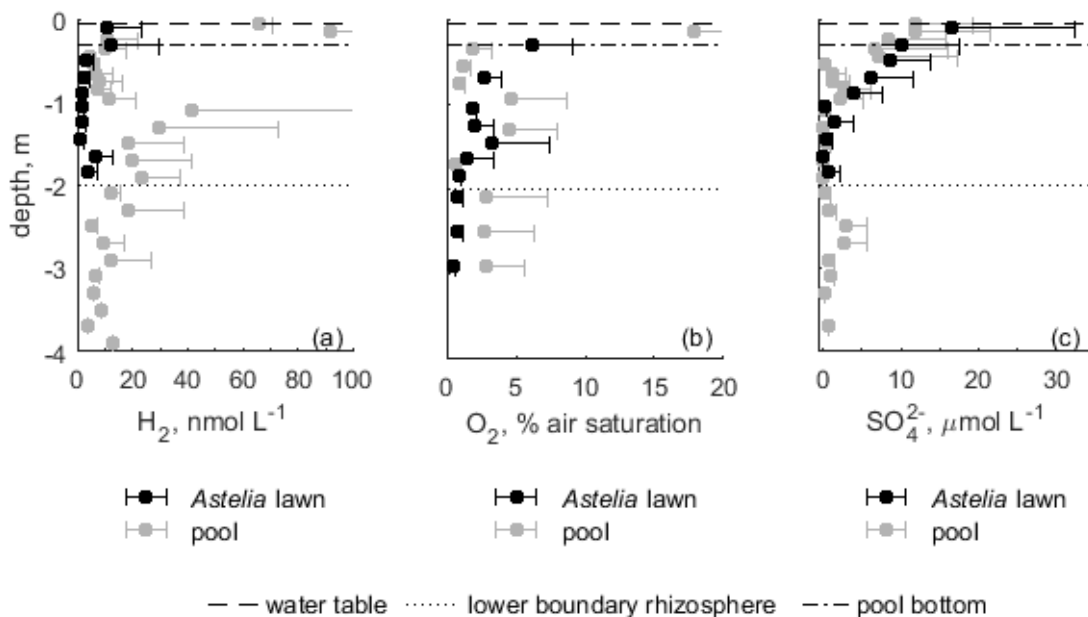 depth, m
0
-1
-2
-3
-4
(a)
0 20 40 60 80 100
H₂, nmol L⁻¹
(b)
0 5 10 15 20
O₂, % air saturation
(c)
0 10 20 30
SO₄²⁻, μmol L⁻¹
Astelia lawn
pool
Astelia lawn
pool
Astelia lawn
pool
water table lower boundary rhizosphere pool bottom